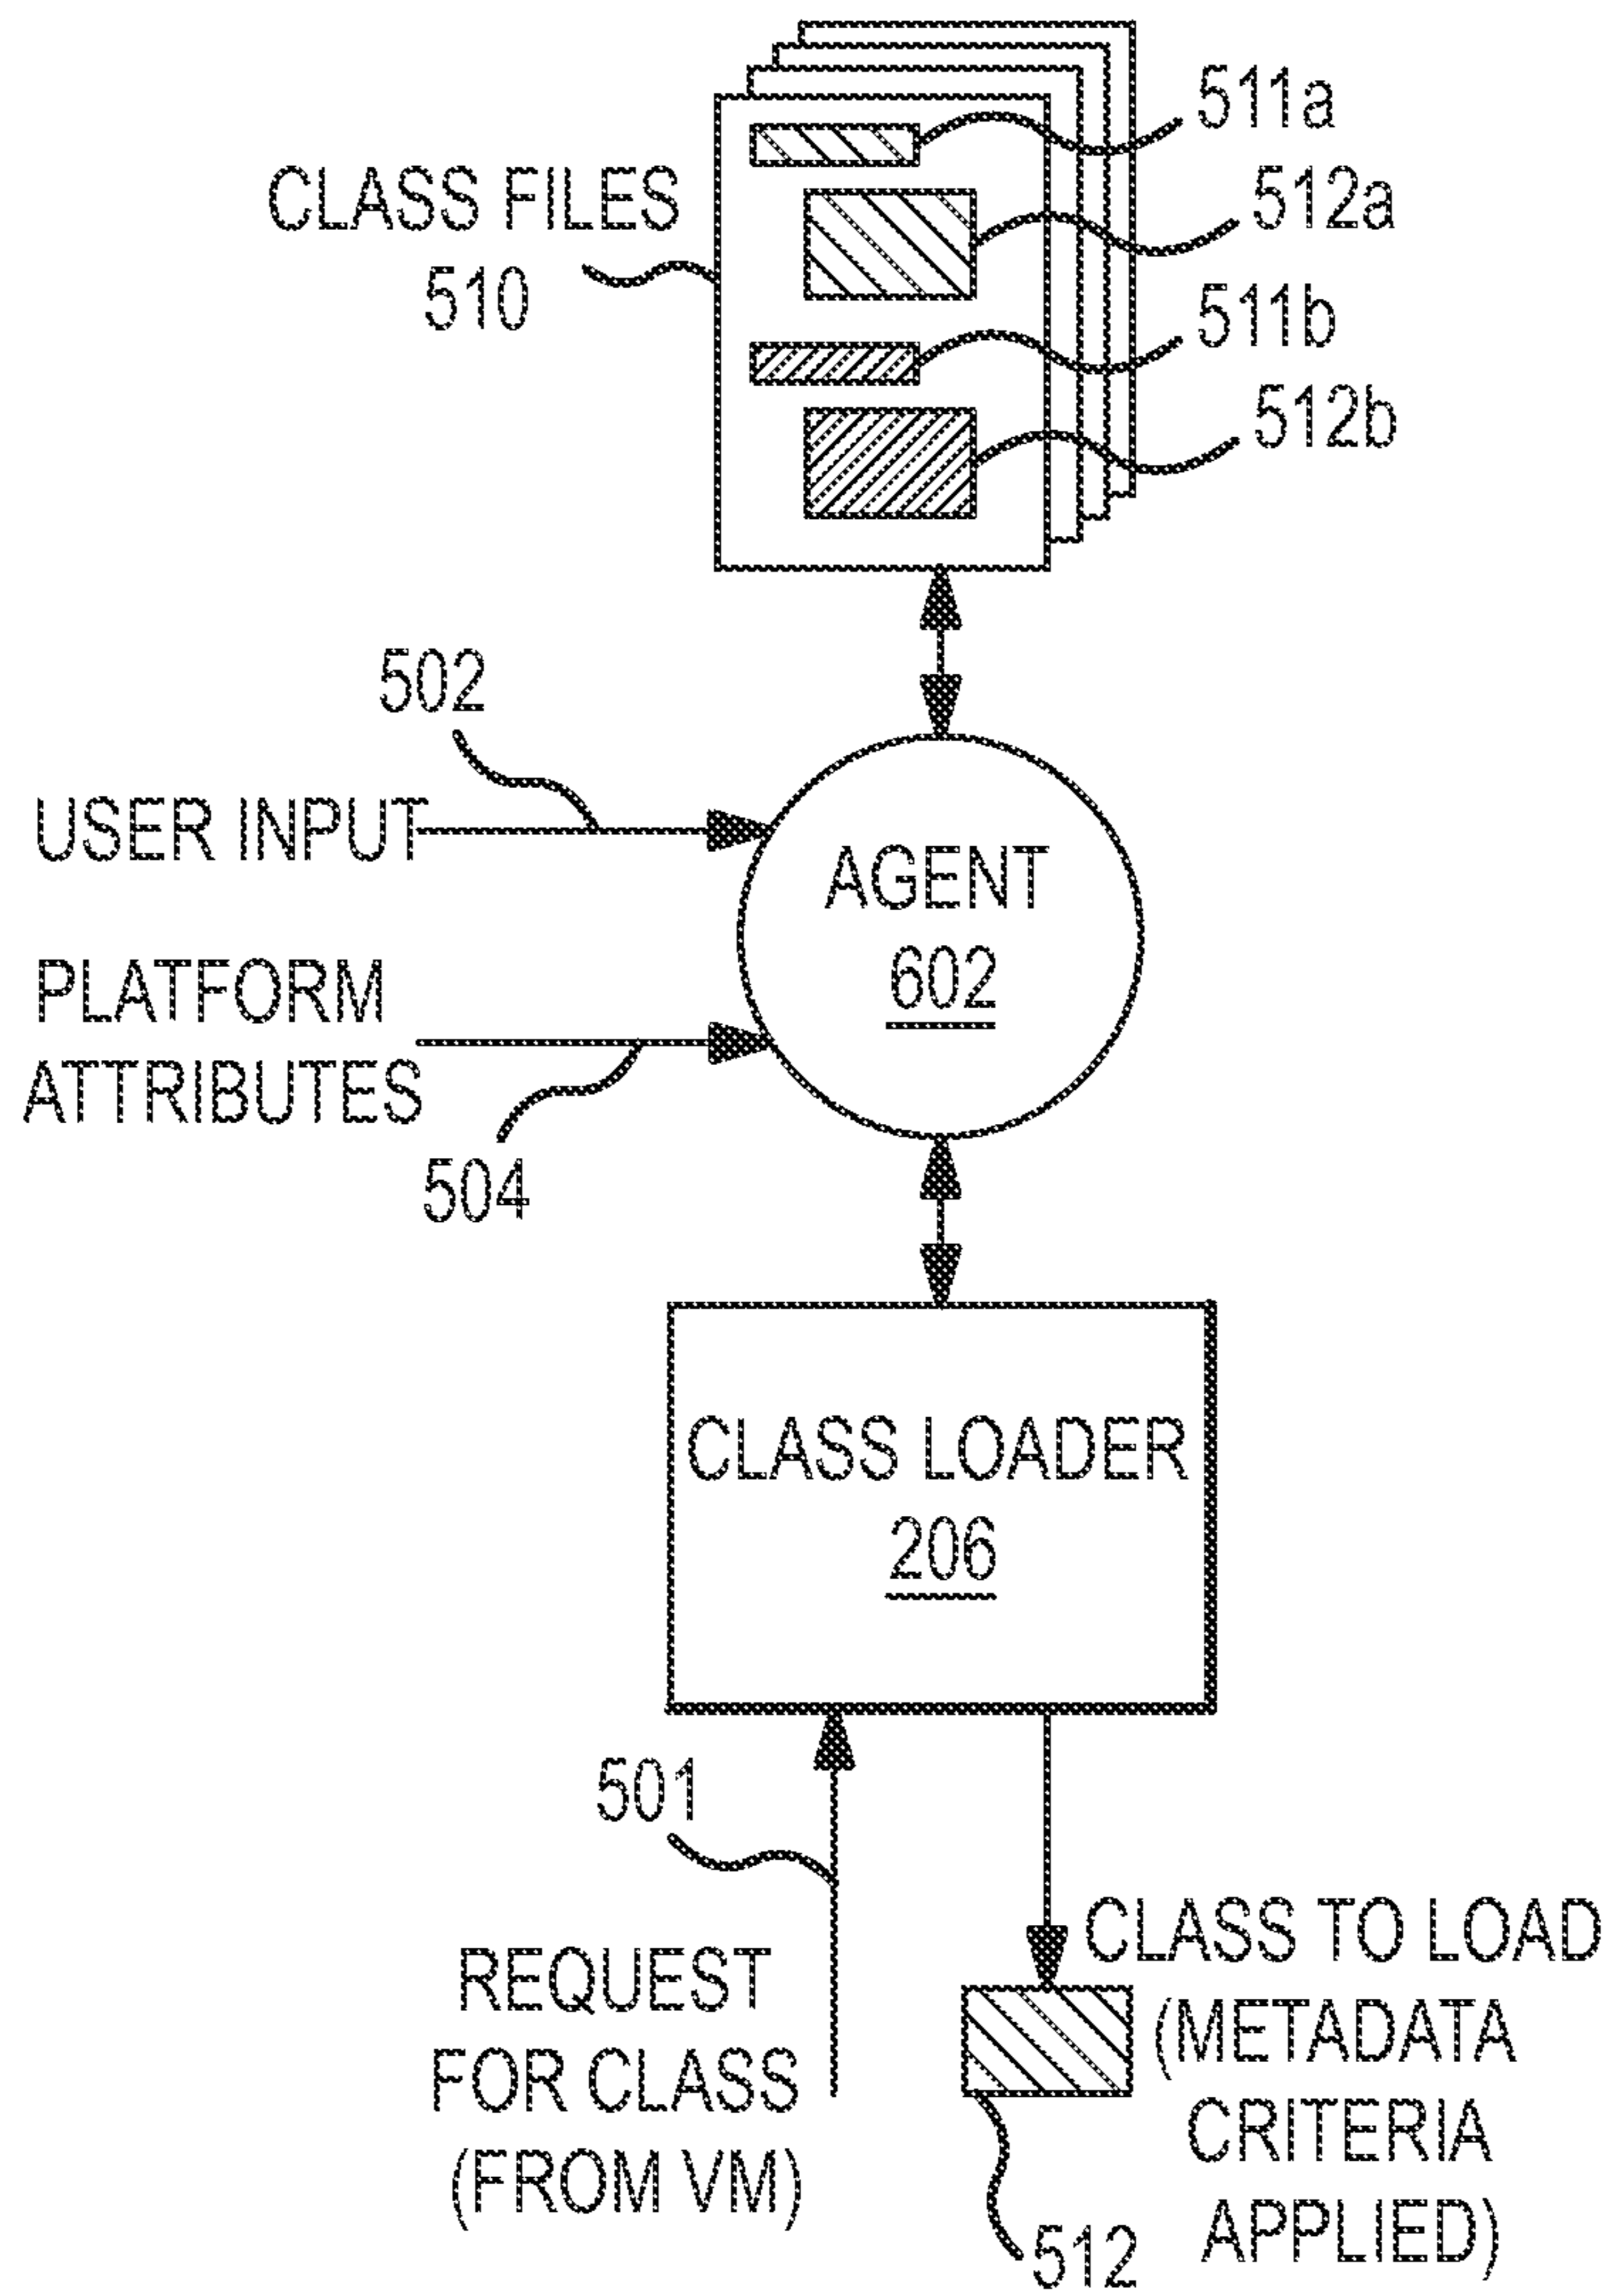 511a
512a
CLASS FILES
510
511b
512b
502
USER INPUT
AGENT
602
PLATFORM
ATTRIBUTES
504
CLASS LOADER
206
501
REQUEST
FOR CLASS
(FROM VM)
CLASS TO LOAD
(METADATA
CRITERIA
APPLIED)
512